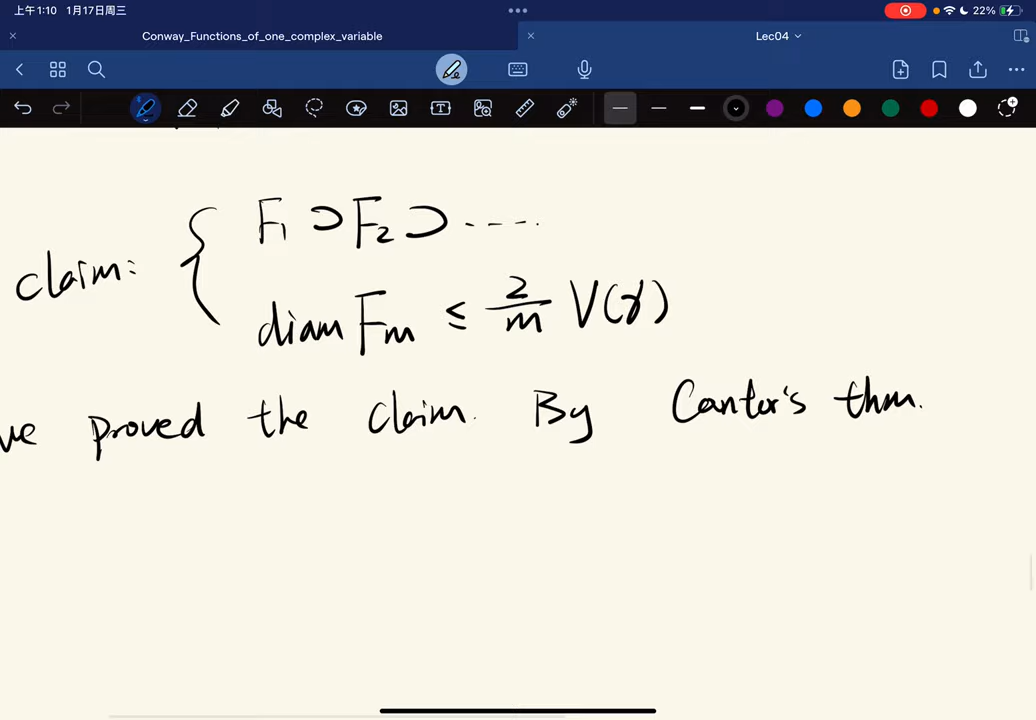 上午1:10 1月17日周三
22%
Conway_Functions_of_one_complex_variable
Lec04
claim: { F₁ ⊃ F₂ ⊃ -----
diam Fm ≤ 2/m V(γ)
proved the claim. By Cantor's thm.